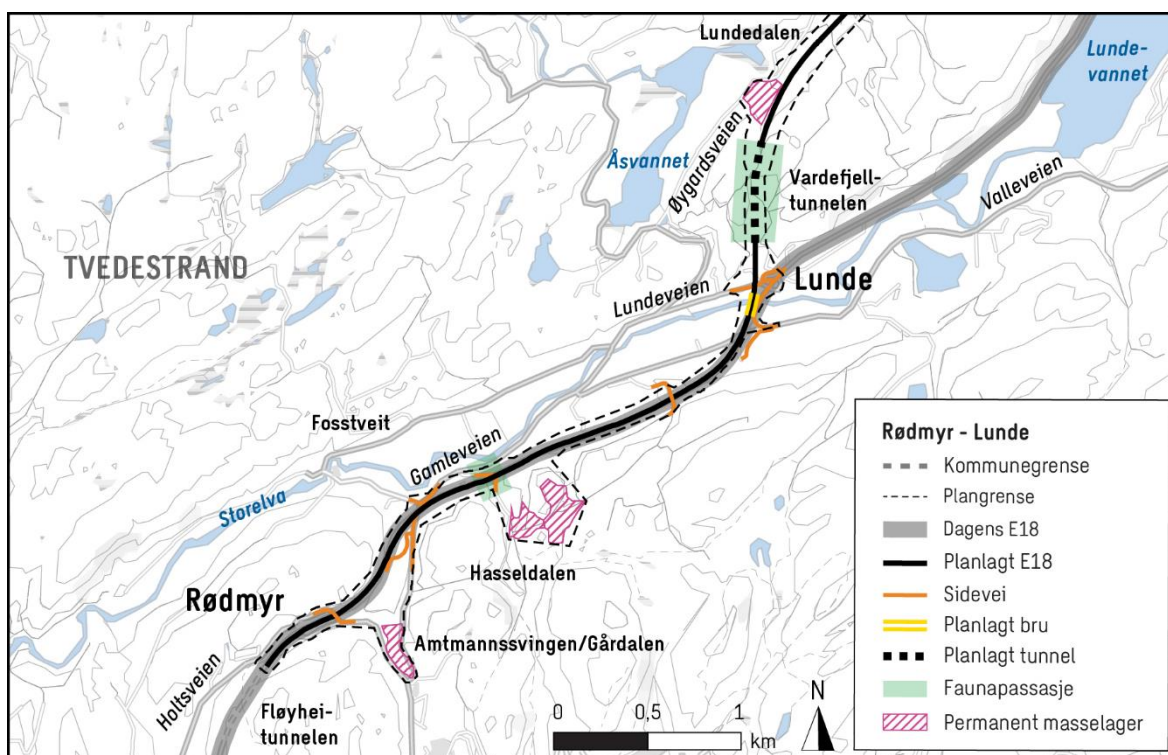 Lundedalen
Lunde-
vannet
Øygardsveien
Åsvannet
Vardefjell-
tunnelen
Valleveien
TVEDESTRAND
Lunde
Lundeveien
Fosstveit
Gamleveien
Storelva
Hasseldalen
Rødmyr
Amtmannssvingen/Gårdalen
Holtsveien
Fløyhei-
tunnelen
0 0,5 1
km
N
Rødmyr - Lunde
Kommunegrense
Plangrense
Dagens E18
Planlagt E18
Sidevei
Planlagt bru
Planlagt tunnel
Faunapassasje
Permanent masselager